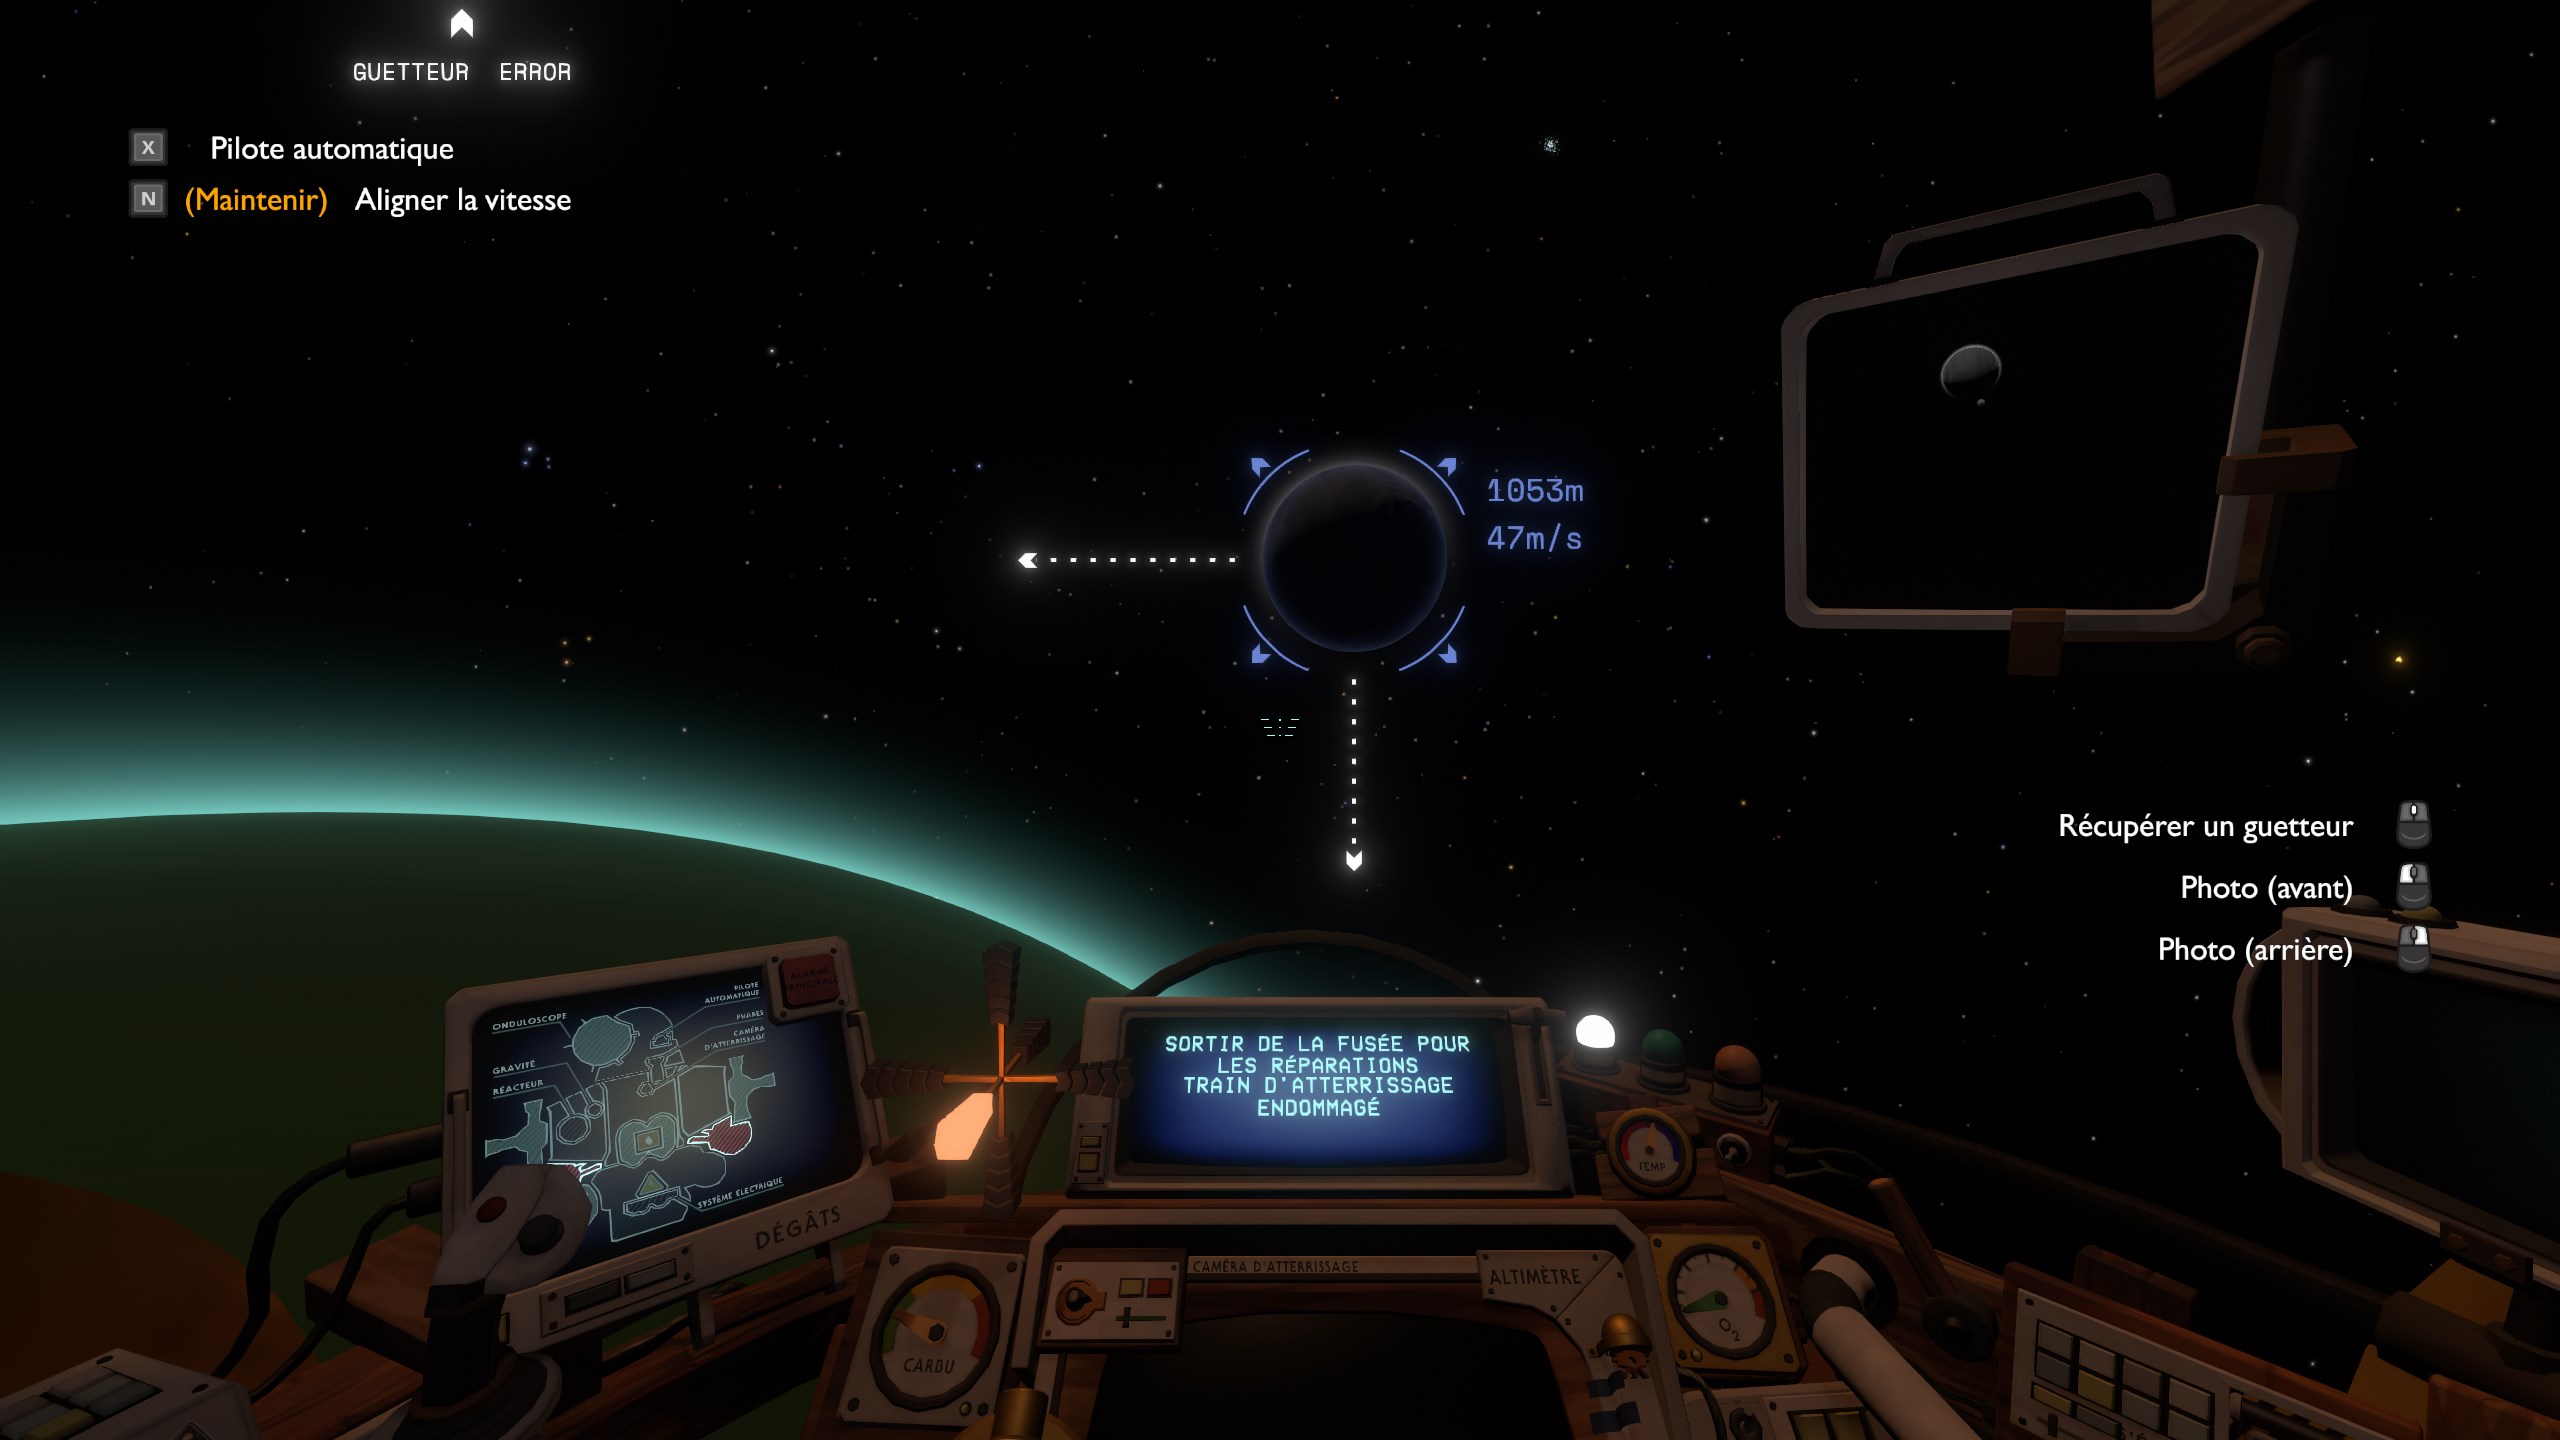 GUETTEUR ERROR
X Pilote automatique
N (Maintenir) Aligner la vitesse
1053m
47m/s
Récupérer un guetteur
Photo (avant)
Photo (arrière)
ALARME
PRINCIPALE
PILOTE
AUTOMATIQUE
ONDULOSCOPE
PHARES
CAMÉRA
D'ATTERRISSAGE
GRAVITÉ
RÉACTEUR
SYSTÈME ÉLECTRIQUE
DÉGÂTS
SORTIR DE LA FUSÉE POUR
LES RÉPARATIONS
TRAIN D'ATTERRISSAGE
ENDOMMAGÉ
TEMP
CAMÉRA D'ATTERRISSAGE
ALTIMÈTRE
CARBU
O2